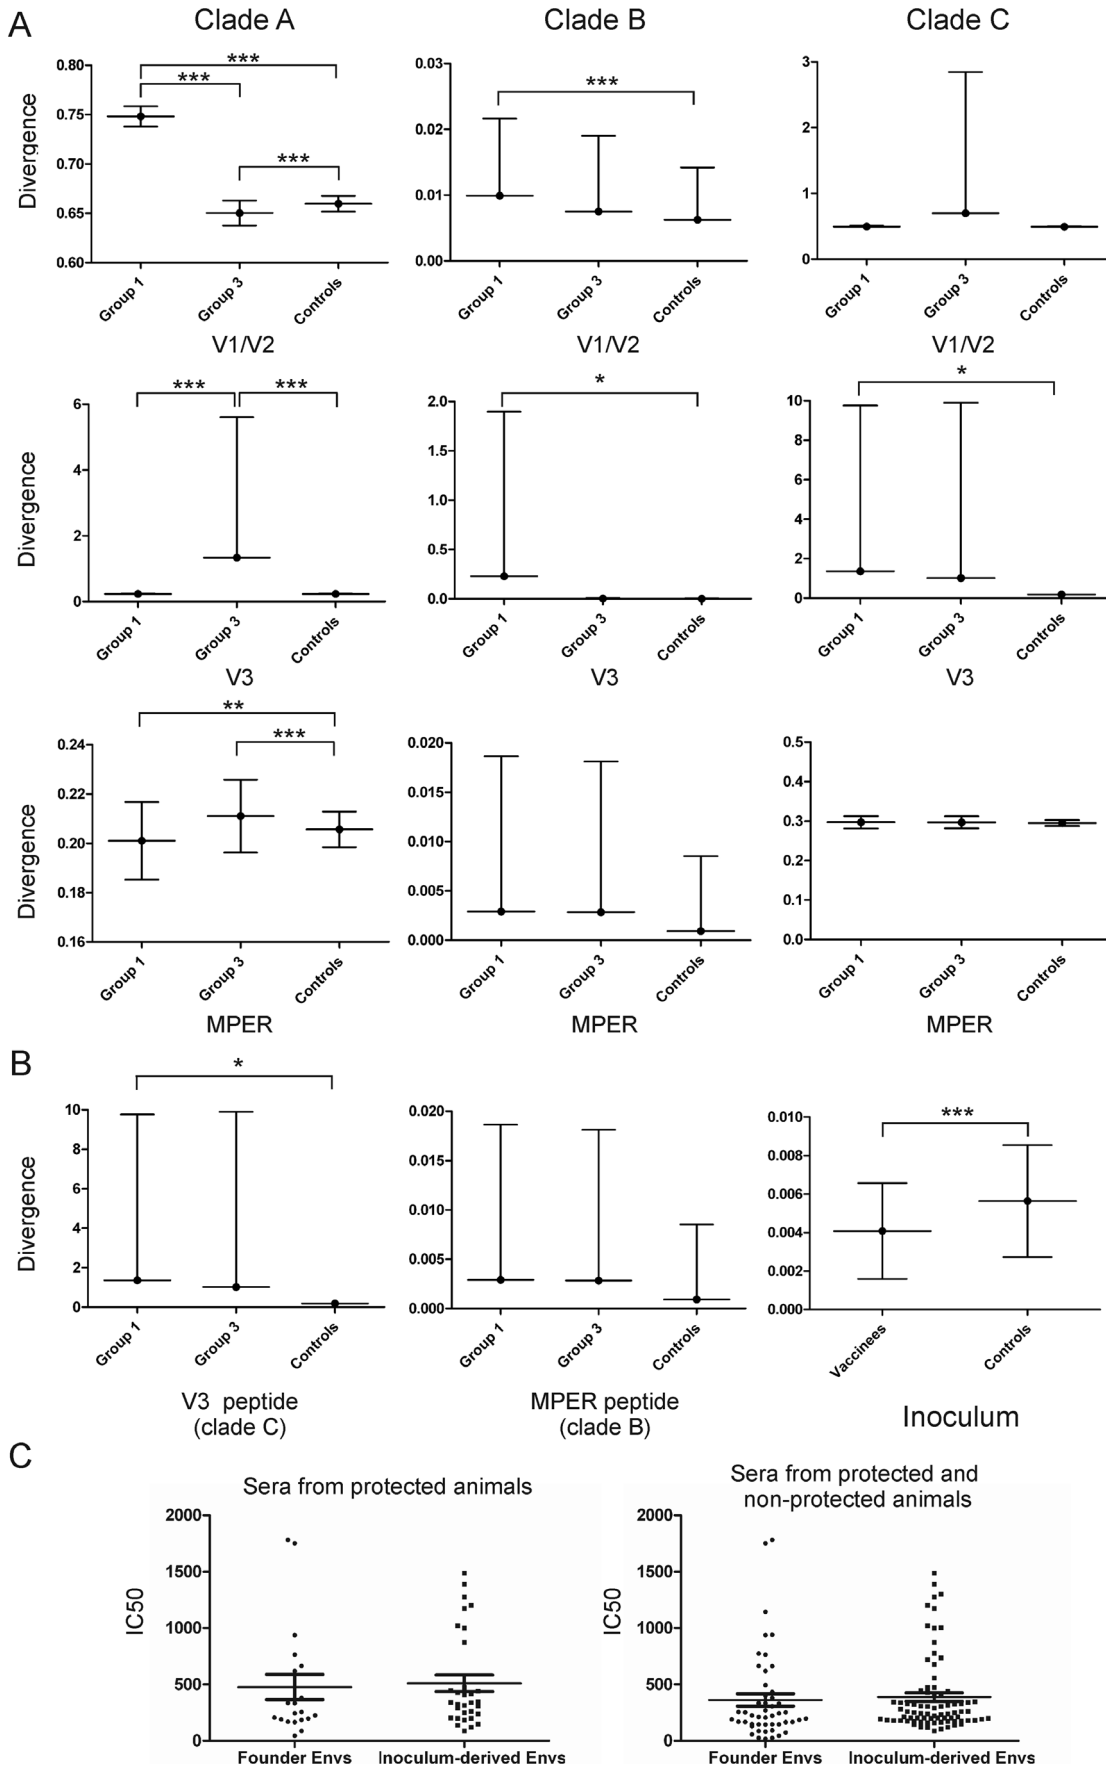 A
Clade A
Clade B
Clade C
Divergence
0.80
0.75
0.70
0.65
0.60
***
***
***
Group 1
Group 3
Controls
V1/V2
0.03
0.02
0.01
0.00
***
Group 1
Group 3
Controls
V1/V2
3
2
1
0
Group 1
Group 3
Controls
V1/V2
Divergence
6
4
2
0
***
***
Group 1
Group 3
Controls
V3
2.0
1.5
1.0
0.5
0.0
*
Group 1
Group 3
Controls
V3
10
8
6
4
2
0
*
Group 1
Group 3
Controls
V3
Divergence
0.24
0.22
0.20
0.18
0.16
**
***
Group 1
Group 3
Controls
MPER
0.020
0.015
0.010
0.005
0.000
Group 1
Group 3
Controls
MPER
0.5
0.4
0.3
0.2
0.1
0.0
Group 1
Group 3
Controls
MPER
B
Divergence
10
8
6
4
2
0
*
Group 1
Group 3
Controls
V3 peptide
(clade C)
0.020
0.015
0.010
0.005
0.000
Group 1
Group 3
Controls
MPER peptide
(clade B)
0.010
0.008
0.006
0.004
0.002
0.000
***
Vaccinees
Controls
Inoculum
C
Sera from protected animals
IC50
2000
1500
1000
500
0
Founder Envs
Inoculum-derived Envs
Sera from protected and
non-protected animals
IC50
2000
1500
1000
500
0
Founder Envs
Inoculum-derived Envs